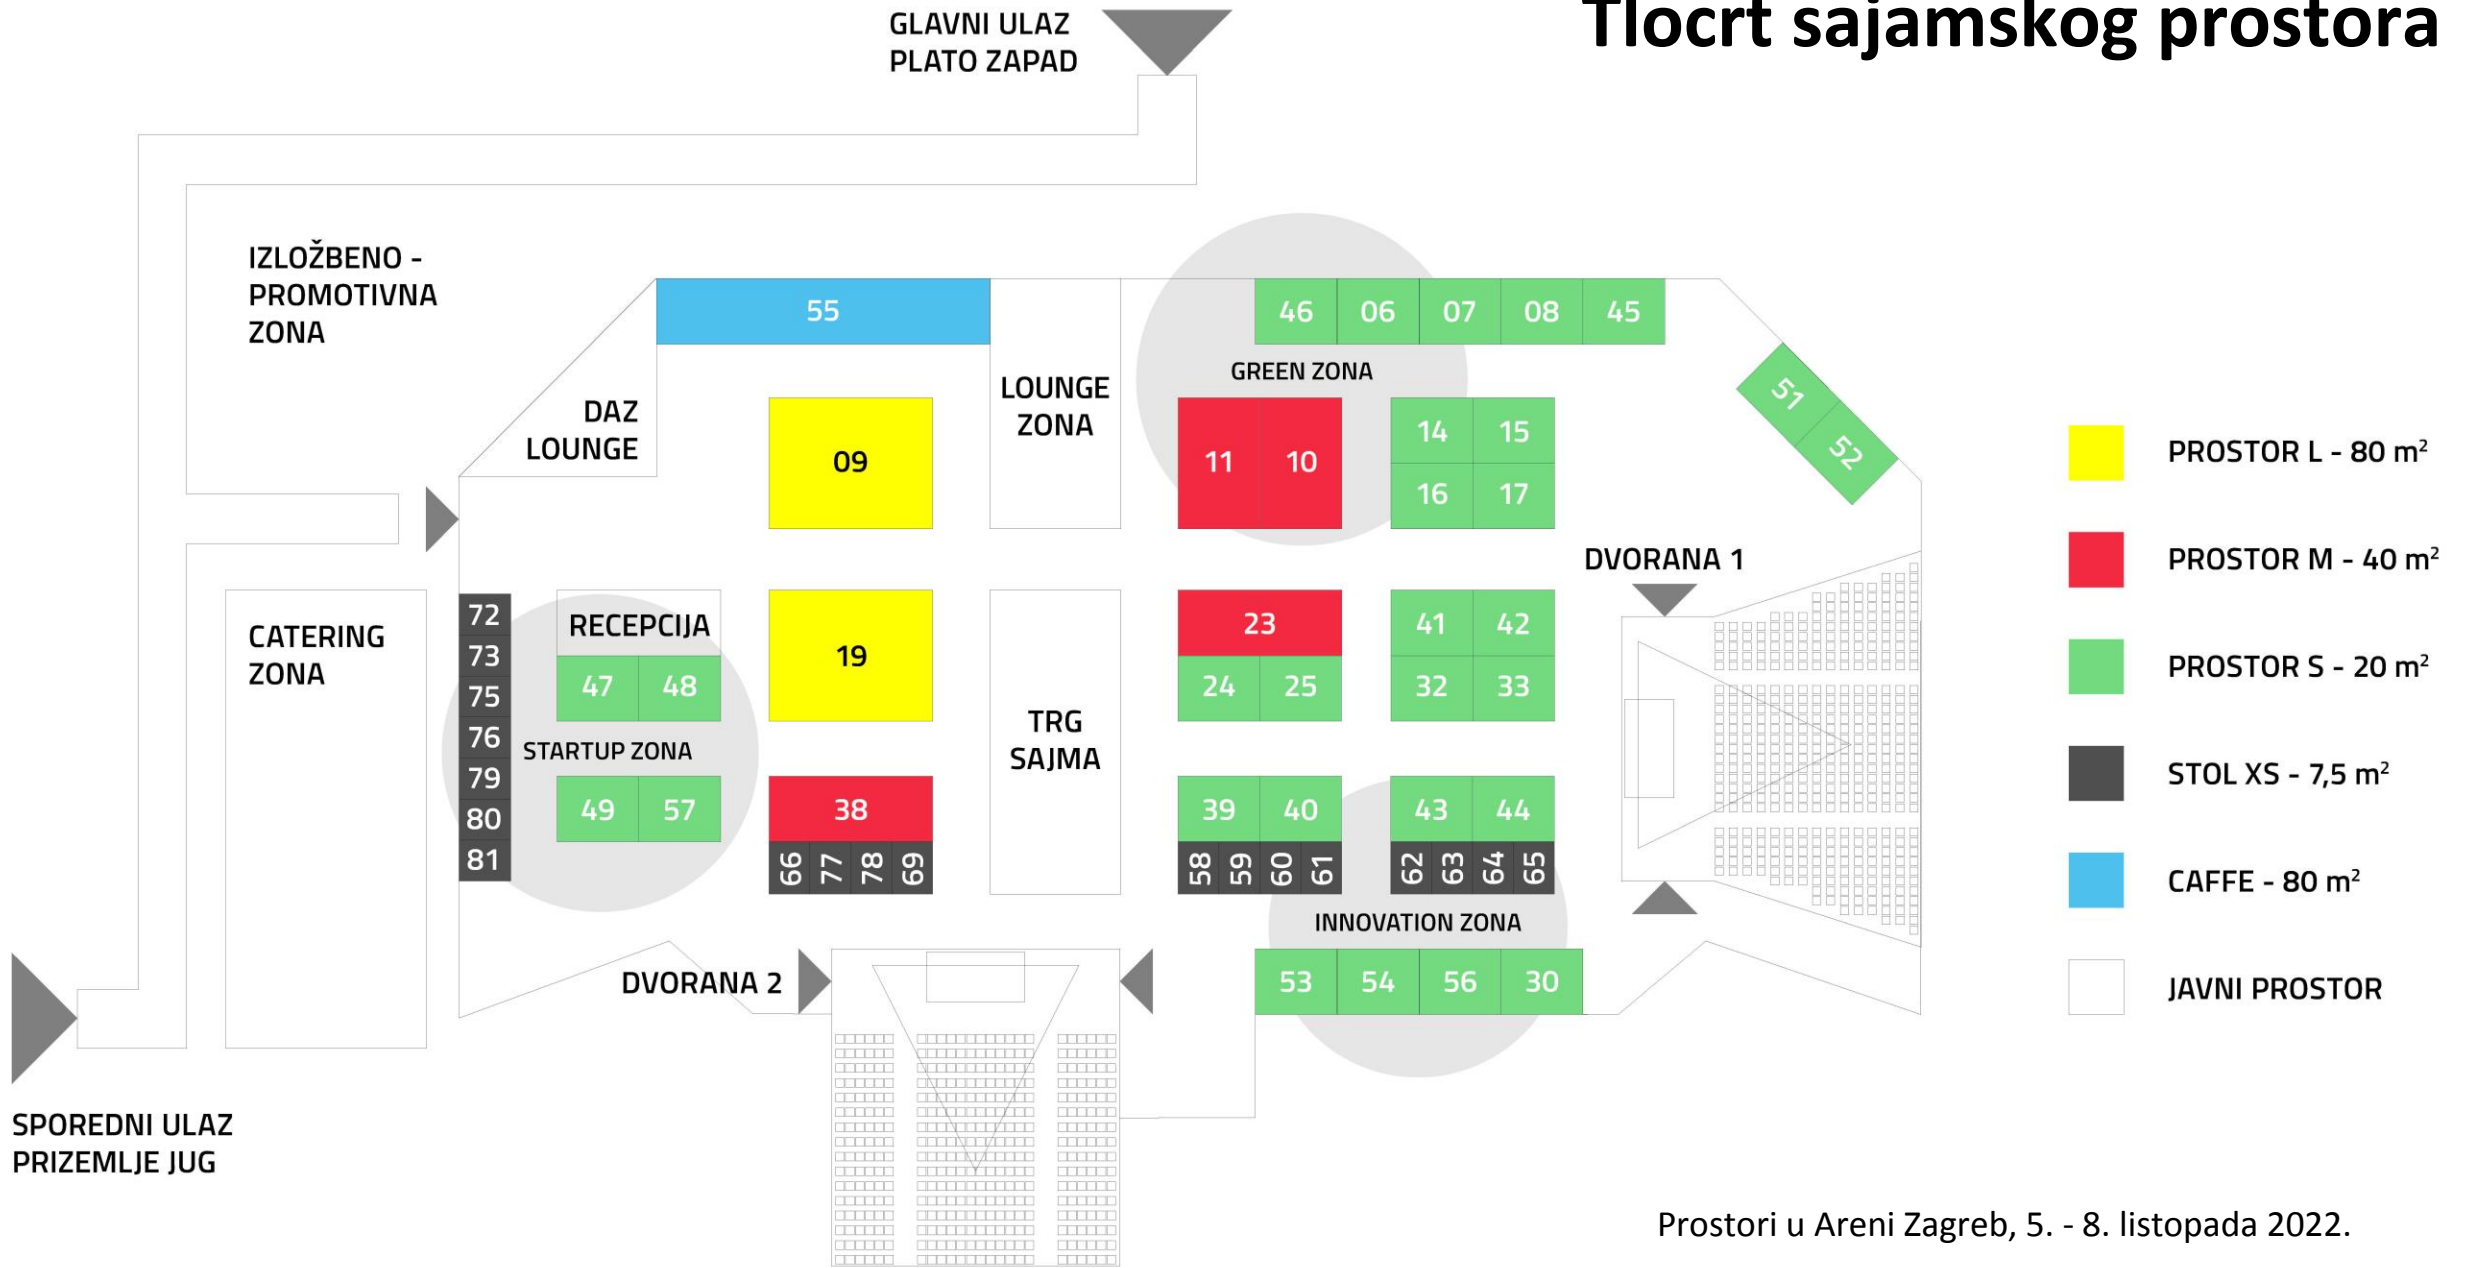 Tlocrt sajamskog prostora
GLAVNI ULAZ
PLATO ZAPAD
IZLOŽBENO -
PROMOTIVNA
ZONA
55
46 06 07 08 45
GREEN ZONA
DAZ
LOUNGE
09
LOUNGE
ZONA
11 10
14 15
16 17
51
52
DVORANA 1
CATERING
ZONA
72
73
75
76
79
80
81
RECEPCIJA
47 48
STARTUP ZONA
49 57
19
38
66 77 78 69
TRG
SAJMA
23
24 25
41 42
32 33
39 40
58 59 60 61
43 44
62 63 64 65
INNOVATION ZONA
53 54 56 30
DVORANA 2
SPOREDNI ULAZ
PRIZEMLJE JUG
PROSTOR L - 80 m²
PROSTOR M - 40 m²
PROSTOR S - 20 m²
STOL XS - 7,5 m²
CAFFE - 80 m²
JAVNI PROSTOR
Prostori u Areni Zagreb, 5. - 8. listopada 2022.